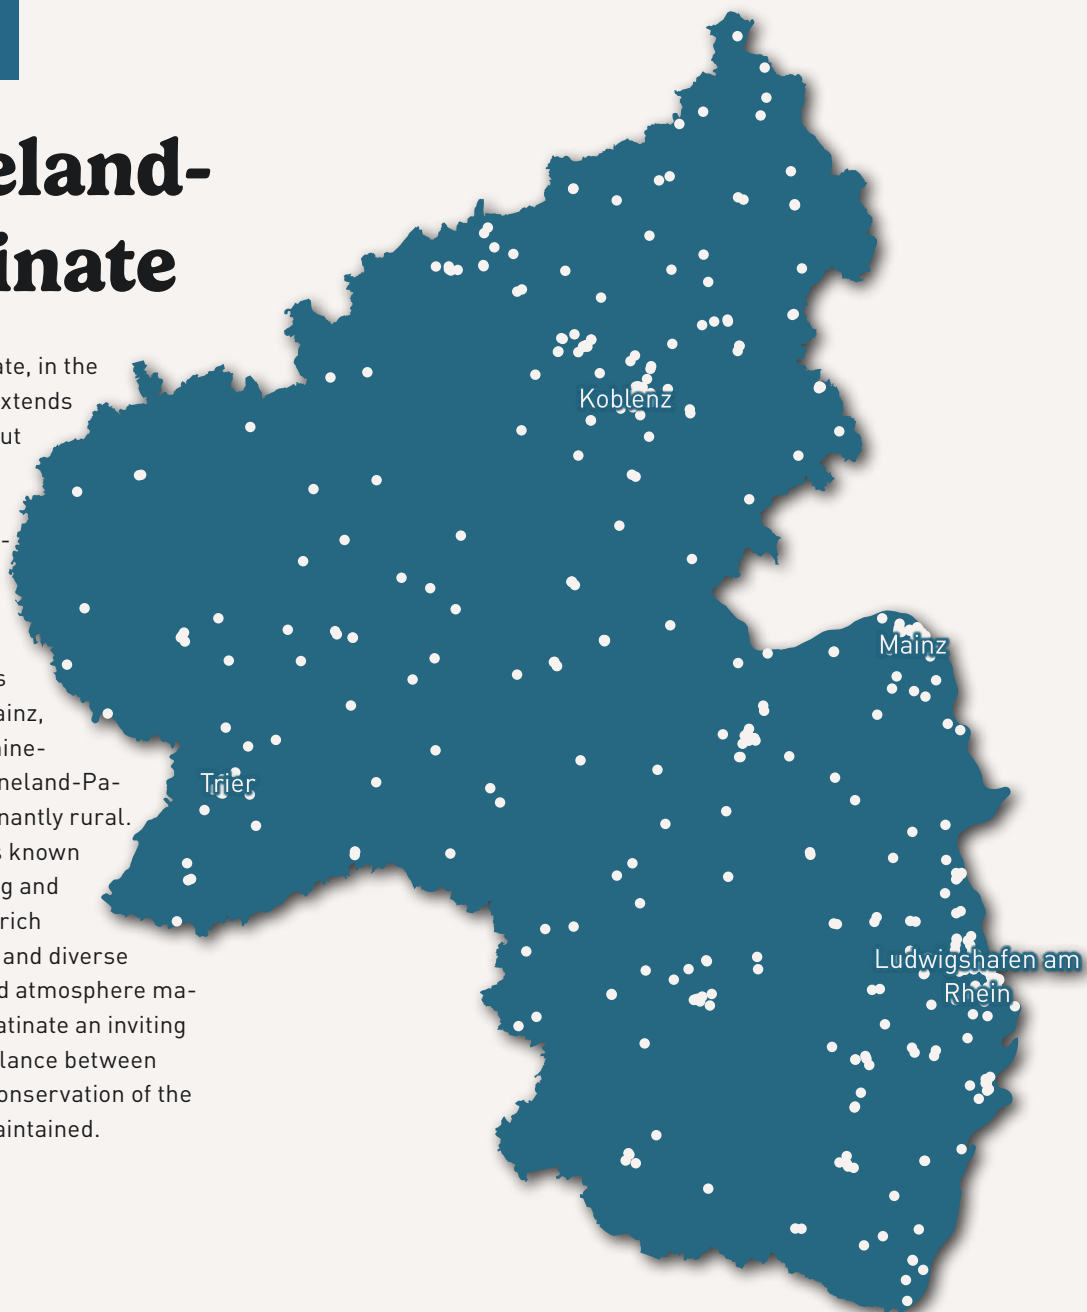 eland-
inate
ate, in the
xtends
ut
-
s
ainz,
ine-
neland-Pa-
nantly rural.
s known
g and
rich
and diverse
d atmosphere ma-
atinate an inviting
lance between
onservation of the
aintained.
Koblenz
Mainz
Trier
Ludwigshafen am
Rhein